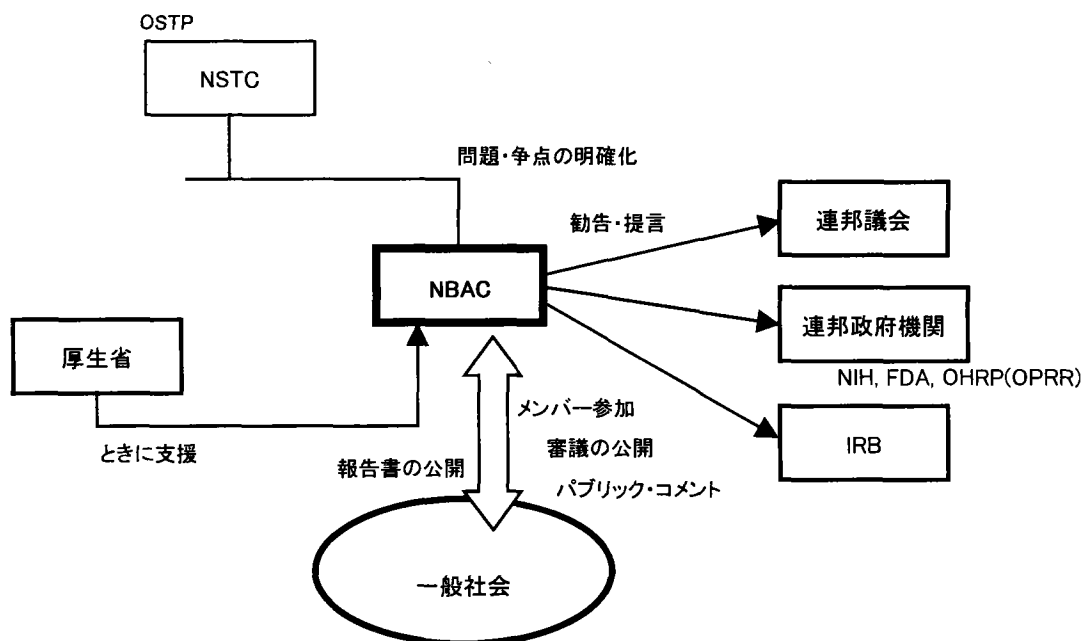 OSTP
NSTC
問題・争点の明確化
勧告・提言
連邦議会
NBAC
連邦政府機関
NIH, FDA, OHRP(OPRR)
厚生省
ときに支援
メンバー参加
審議の公開
報告書の公開
パブリック・コメント
IRB
一般社会